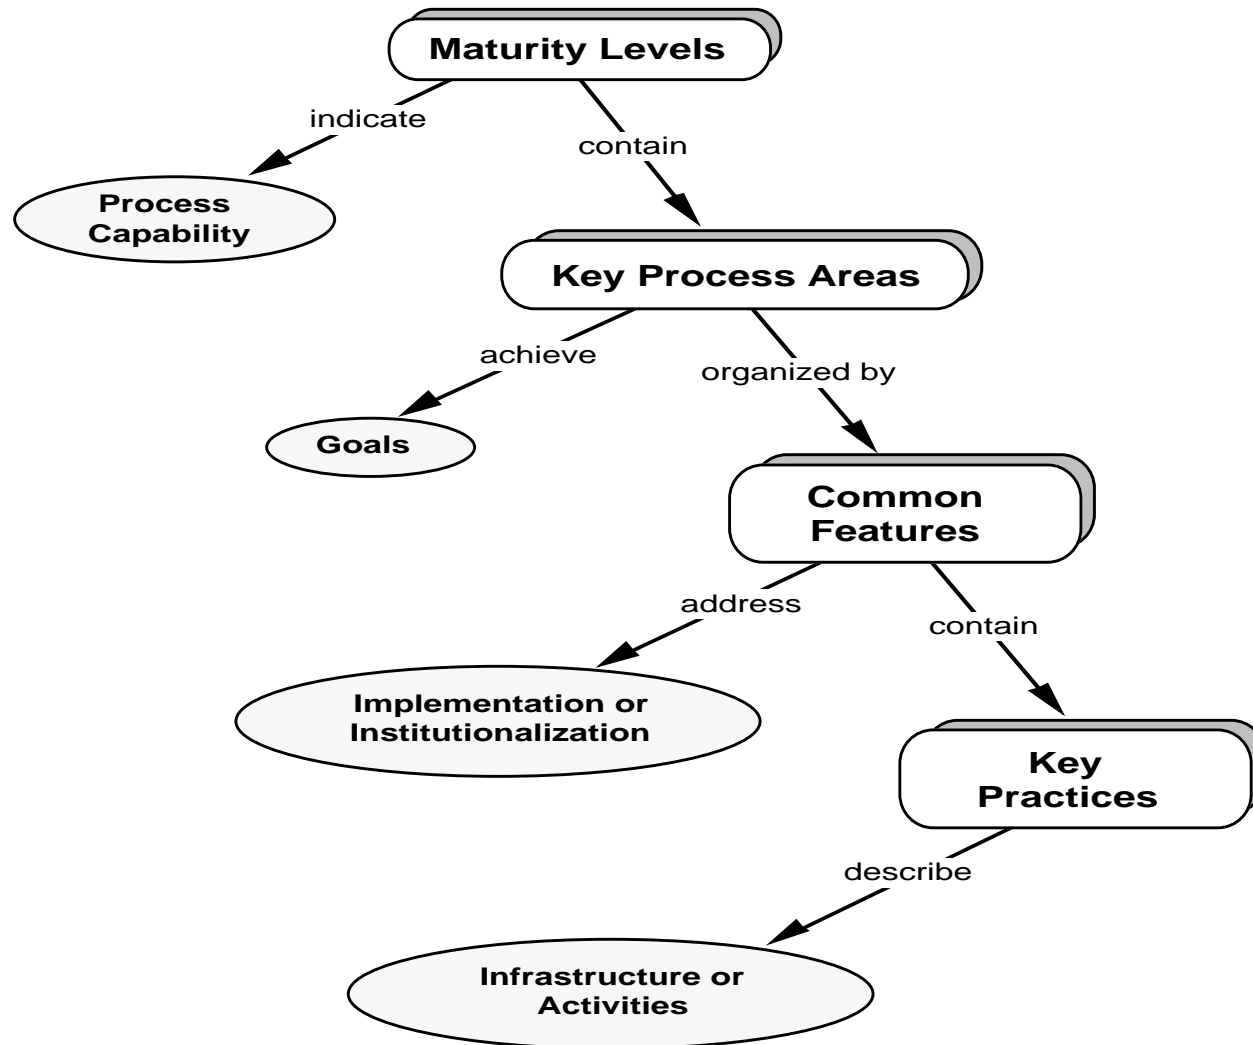 Maturity Levels
indicate
contain
Process
Capability
Key Process Areas
achieve
organized by
Goals
Common
Features
address
contain
Implementation or
Institutionalization
Key
Practices
describe
Infrastructure or
Activities